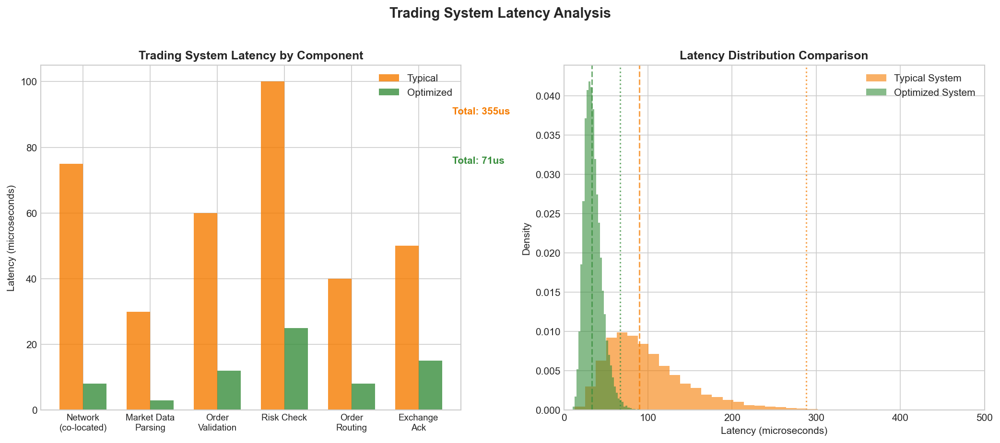 Trading System Latency Analysis
Trading System Latency by Component
Latency (microseconds)
100
80
60
40
20
0
Typical
Optimized
Total: 355us
Total: 71us
Network
(co-located)
Market Data
Parsing
Order
Validation
Risk Check
Order
Routing
Exchange
Ack
Latency Distribution Comparison
Density
0.040
0.035
0.030
0.025
0.020
0.015
0.010
0.005
0.000
Typical System
Optimized System
0
100
200
300
400
500
Latency (microseconds)